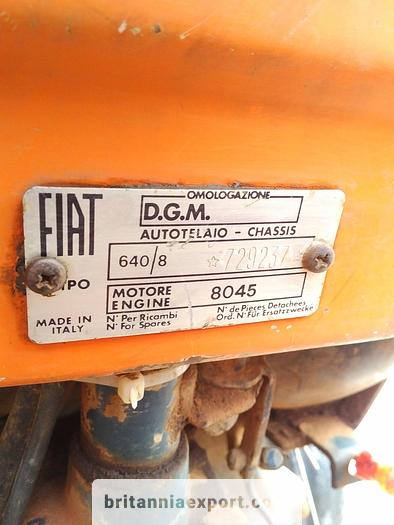 FIAT
OMOLOGAZIONE
D.G.M.
AUTOTELAIO - CHASSIS
640/8 ☆729237
MOTORE 8045
ENGINE
MADE IN
ITALY
N° Per Ricambi
N° For Spares
N° de Pieces Detachees
Ord. N° Für Ersatzzwecke
britanniaexport.co